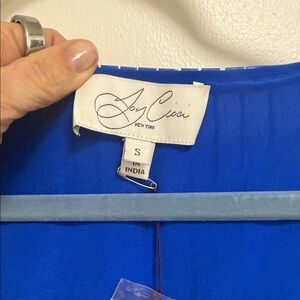 Joy Cioci
NEW YORK
S
IN
INDIA